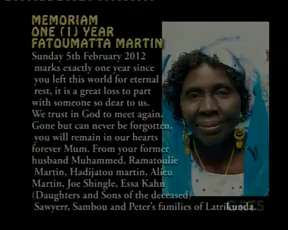 MEMORIAM
ONE (1) YEAR
FATOUMATTA MARTIN
Sunday 5th February 2012
marks exactly one year since
you left this world for eternal
rest, it is a great loss to part
with someone so dear to us.
We trust in God to meet again.
Gone but can never be forgotten,
you will remain in our hearts
forever Mum. From your former
husband Muhammed, Ramatoulie
Martin, Hadijatou martin, Alieu
Martin, Joe Shingle, Essa Kahn
(Daughters and Sons of the deceased)
Sawyerr, Sambou and Peter's families of Latrikunda.